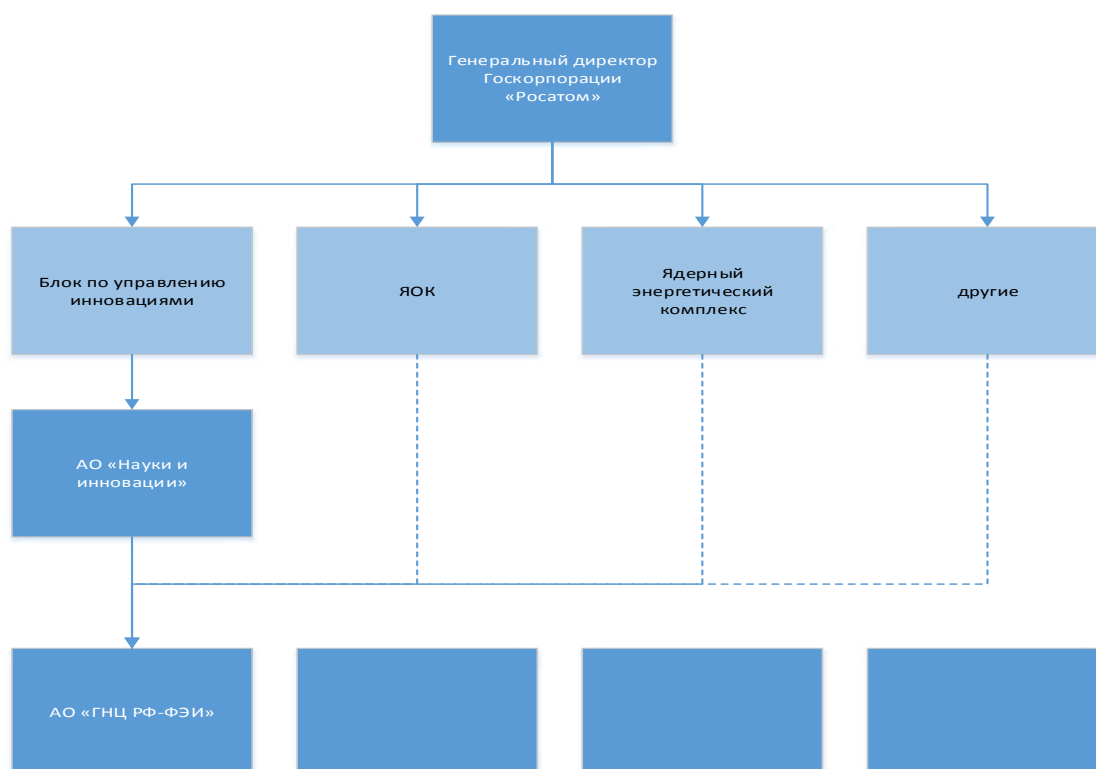 Генеральный директор
Госкорпорации
«Росатом»
Блок по управлению
инновациями
ЯОК
Ядерный
энергетический
комплекс
другие
АО «Науки и
инновации»
АО «ГНЦ РФ-ФЭИ»